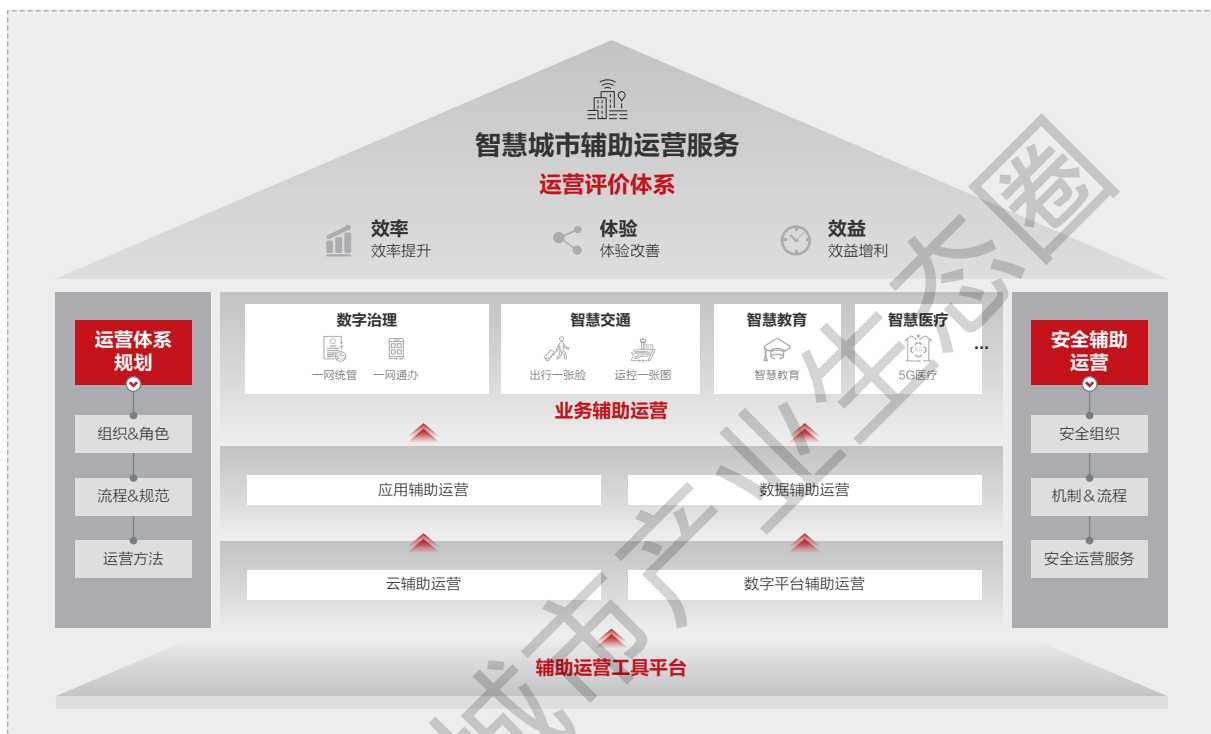 智慧城市辅助运营服务
运营评价体系
效率
效率提升
体验
体验改善
效益
效益增利
运营体系
规划
组织&角色
流程&规范
运营方法
数字治理
一网统管
一网通办
智慧交通
出行一张脸
运控一张图
智慧教育
智慧教育
智慧医疗
5G
5G医疗
...
业务辅助运营
应用辅助运营
数据辅助运营
云辅助运营
数字平台辅助运营
辅助运营工具平台
安全辅助
运营
安全组织
机制&流程
安全运营服务
城市产业生态圈